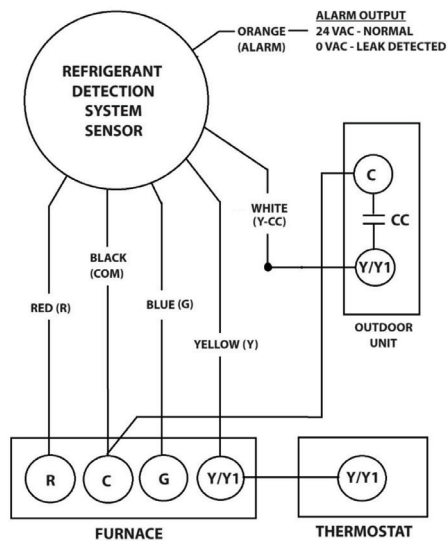 ALARM OUTPUT
ORANGE
(ALARM)
24 VAC - NORMAL
0 VAC - LEAK DETECTED
REFRIGERANT
DETECTION
SYSTEM
SENSOR
C
CC
Y/Y1
OUTDOOR
UNIT
WHITE
(Y-CC)
BLACK
(COM)
RED (R)
BLUE (G)
YELLOW (Y)
R
C
G
Y/Y1
Y/Y1
FURNACE
THERMOSTAT